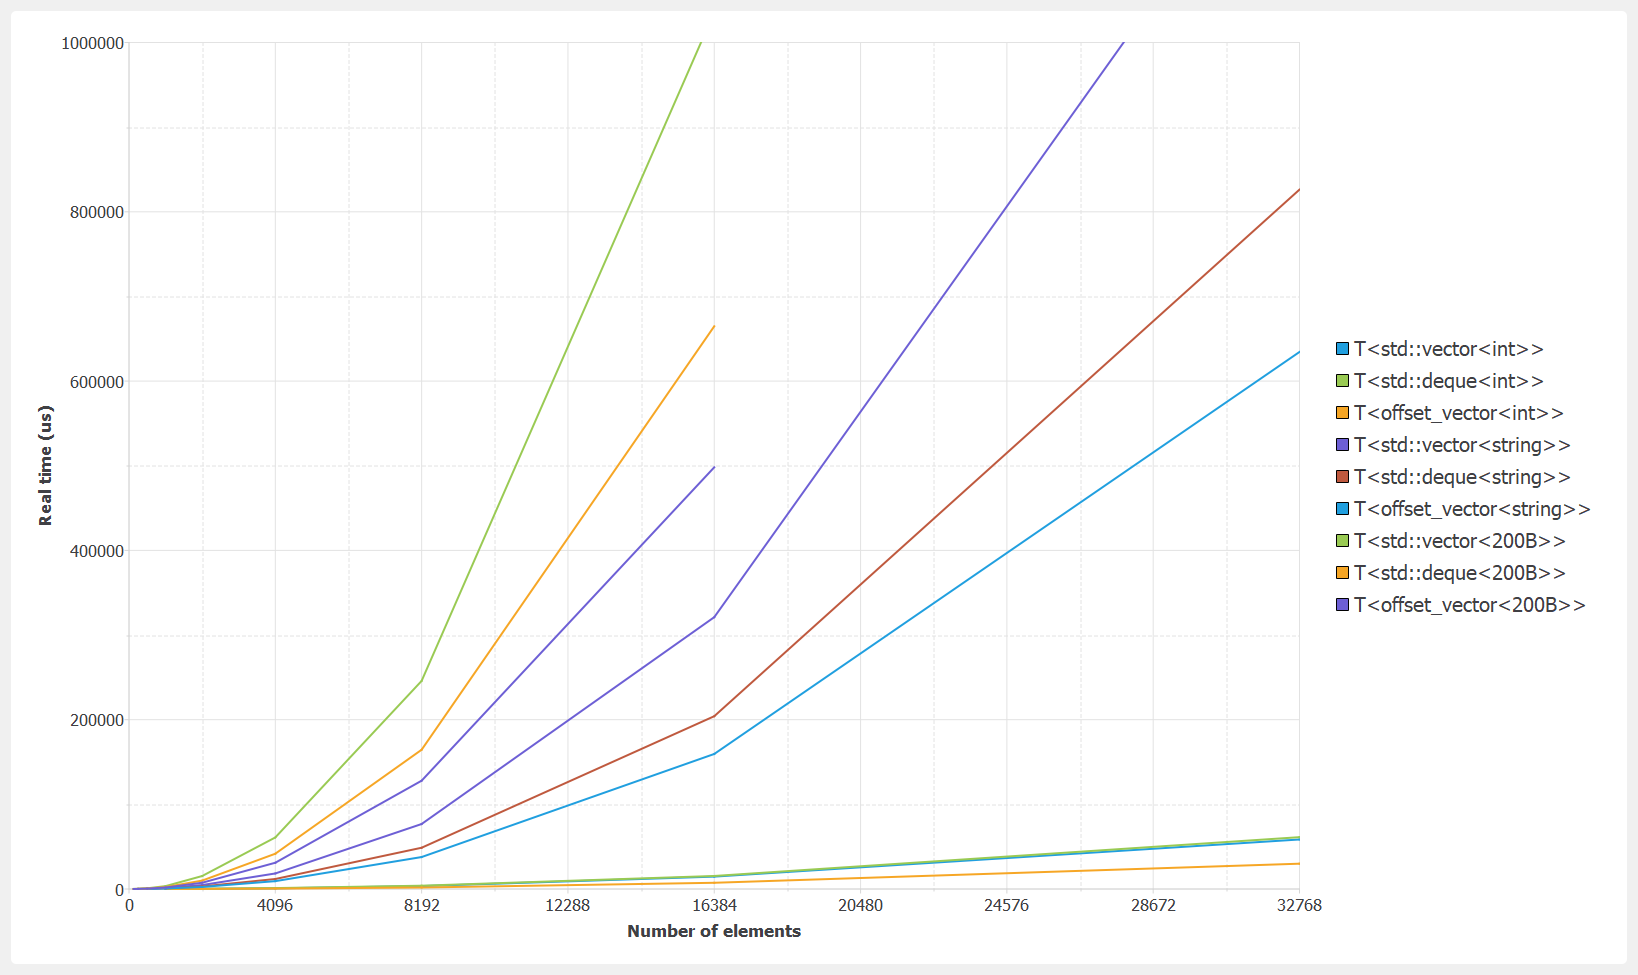 1000000
800000
600000
400000
200000
0
Real time (us)
0 4096 8192 12288 16384 20480 24576 28672 32768
Number of elements
T<std::vector<int>>
T<std::deque<int>>
T<offset_vector<int>>
T<std::vector<string>>
T<std::deque<string>>
T<offset_vector<string>>
T<std::vector<200B>>
T<std::deque<200B>>
T<offset_vector<200B>>